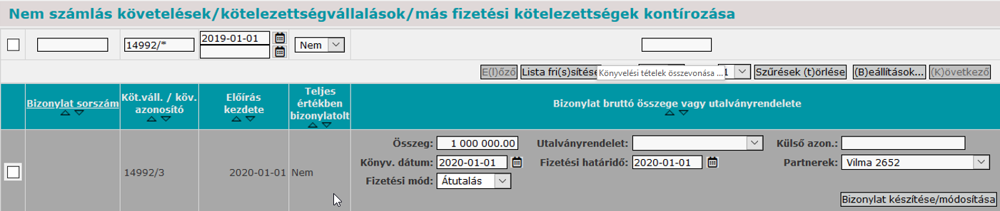 Nem számlás követelések/kötelezettségvállalások/más fizetési kötelezettségek kontírozása
14992/* 2019-01-01 Nem
E(l)őző Lista fri(s)sítése Könyvelési tételek összevonása ... 1 Szűrések (t)örlése (B)eállítások... (K)övetkező
Bizonylat sorszám
Köt.váll. / köv.
azonosító
Előírás
kezdete
Teljes
értékben
bizonylatolt
Bizonylat bruttó összege vagy utalványrendelete
14992/3 2020-01-01 Nem
Összeg: 1 000 000.00 Utalványrendelet: Külső azon.:
Könyv. dátum: 2020-01-01 Fizetési határidő: 2020-01-01 Partnerek: Vilma 2652
Fizetési mód: Átutalás
Bizonylat készítése/módosítása